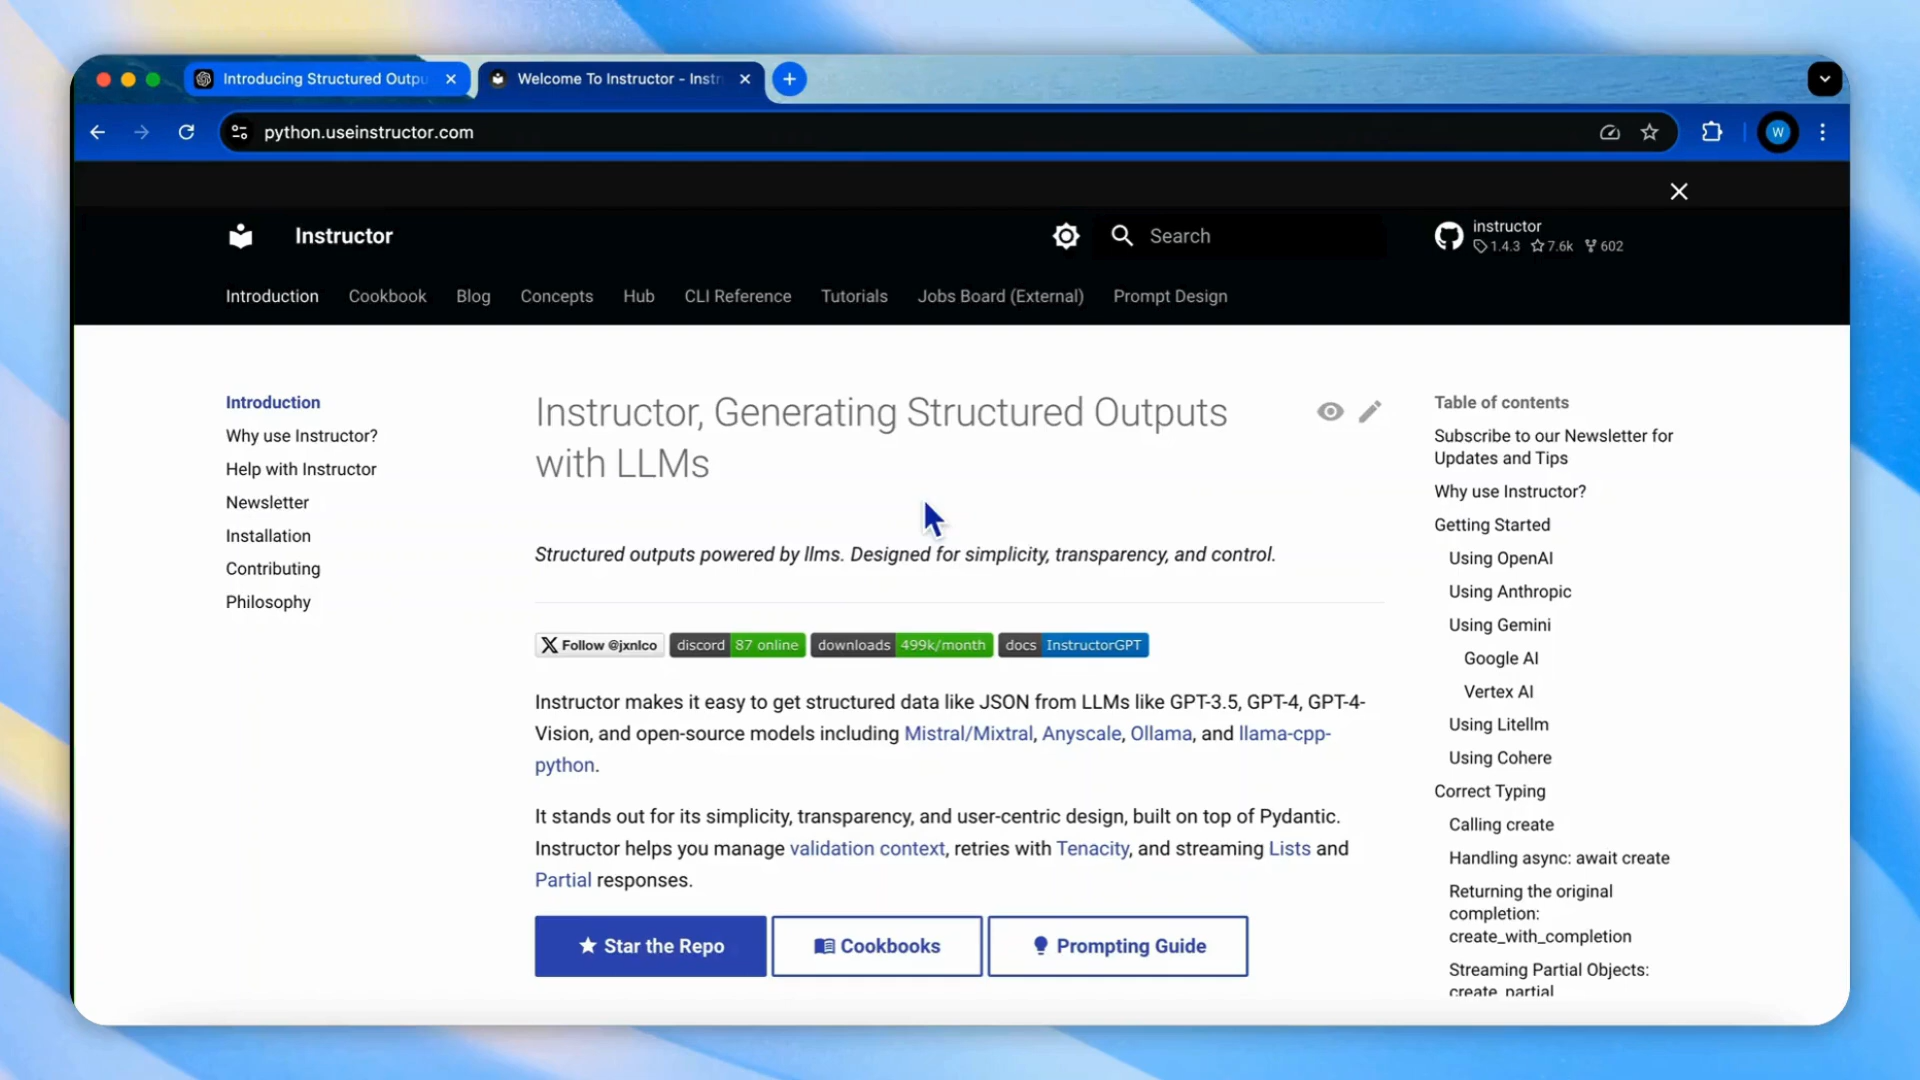 Introducing Structured Outpu
Welcome To Instructor - Instr
python.useinstructor.com
W
Instructor
Search
instructor
1.4.3 7.6k 602
Introduction Cookbook Blog Concepts Hub CLI Reference Tutorials Jobs Board (External) Prompt Design
Introduction
Why use Instructor?
Help with Instructor
Newsletter
Installation
Contributing
Philosophy
Instructor, Generating Structured Outputs
with LLMs
Structured outputs powered by llms. Designed for simplicity, transparency, and control.
Follow @jxnlco discord 87 online downloads 499k/month docs InstructorGPT
Instructor makes it easy to get structured data like JSON from LLMs like GPT-3.5, GPT-4, GPT-4-
Vision, and open-source models including Mistral/Mixtral, Anyscale, Ollama, and llama-cpp-
python.
It stands out for its simplicity, transparency, and user-centric design, built on top of Pydantic.
Instructor helps you manage validation context, retries with Tenacity, and streaming Lists and
Partial responses.
Star the Repo Cookbooks Prompting Guide
Table of contents
Subscribe to our Newsletter for
Updates and Tips
Why use Instructor?
Getting Started
Using OpenAI
Using Anthropic
Using Gemini
Google AI
Vertex AI
Using Litellm
Using Cohere
Correct Typing
Calling create
Handling async: await create
Returning the original
completion:
create_with_completion
Streaming Partial Objects:
create_partial